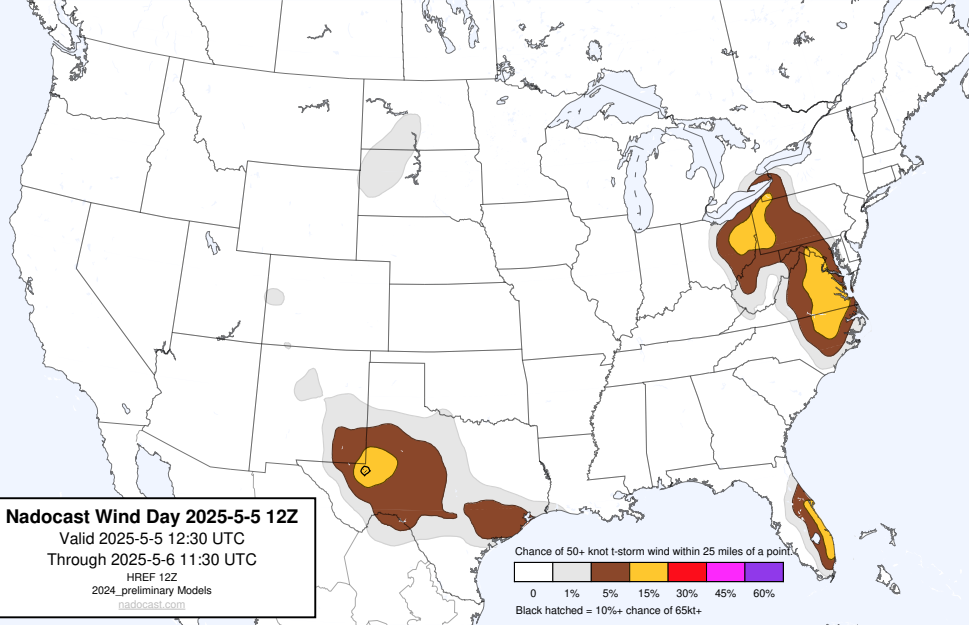 Nadocast Wind Day 2025-5-5 12Z
Valid 2025-5-5 12:30 UTC
Through 2025-5-6 11:30 UTC
HREF 12Z
2024_preliminary Models
nadocast.com
Chance of 50+ knot t-storm wind within 25 miles of a point.
0 1% 5% 15% 30% 45% 60%
Black hatched = 10%+ chance of 65kt+